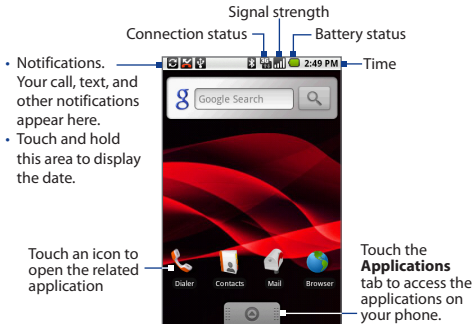 Signal strength
Connection status
Battery status
• Notifications.
Your call, text, and
other notifications
appear here.
• Touch and hold
this area to display
the date.
3G
2:49 PM
Time
g
Google Search
Touch an icon to
open the related
application
Dialer
Contacts
Mail
Browser
Touch the
Applications
tab to access the
applications on
your phone.